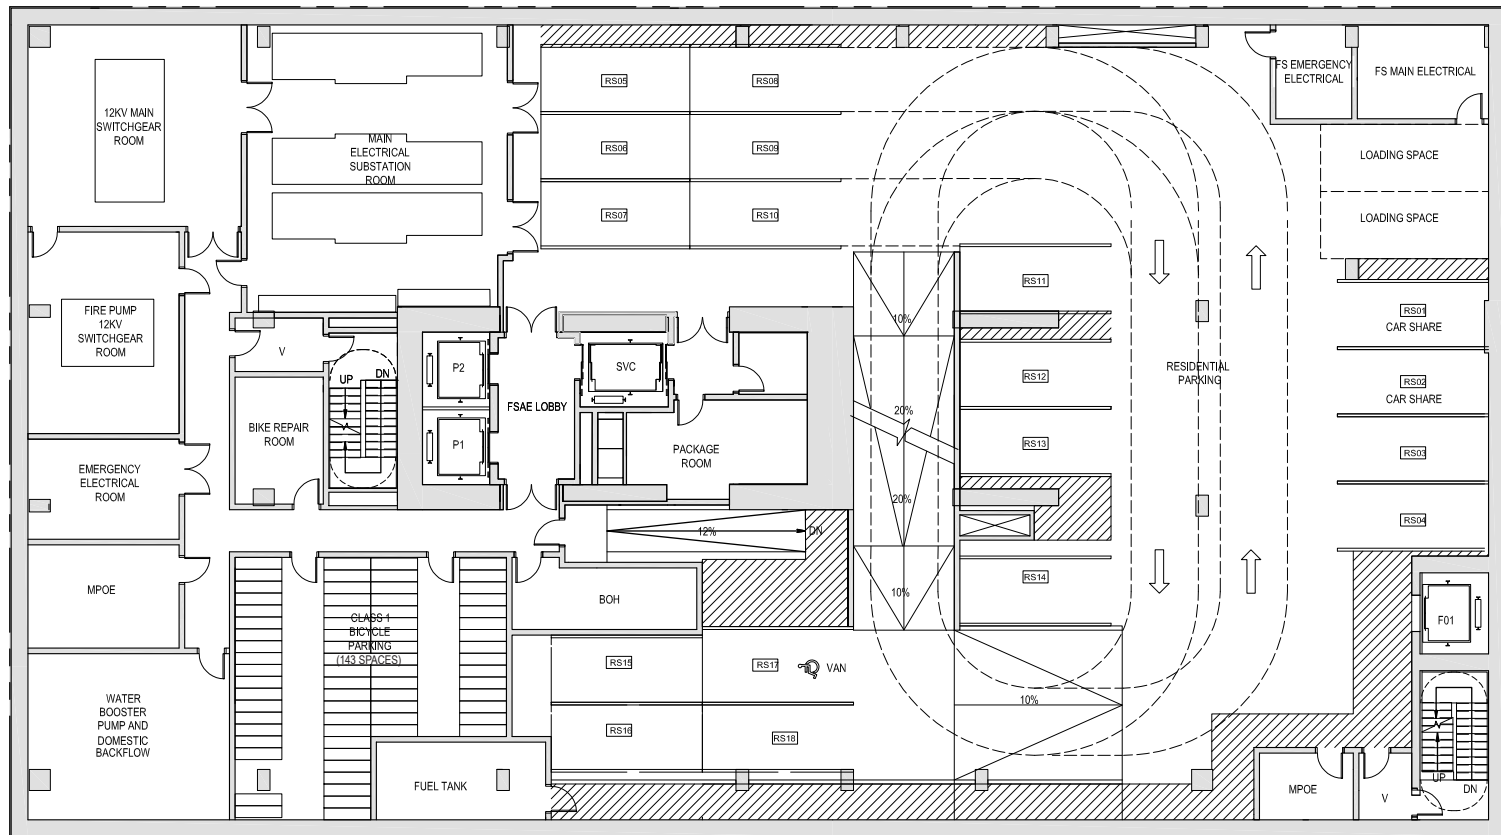 12KV MAIN
SWITCHGEAR
ROOM
MAIN
ELECTRICAL
SUBSTATION
ROOM
RS05
RS08
RS06
RS09
RS07
RS10
FS EMERGENCY
ELECTRICAL
FS MAIN ELECTRICAL
LOADING SPACE
LOADING SPACE
FIRE PUMP
12KV
SWITCHGEAR
ROOM
V
UP
DN
P2
P1
FSAE LOBBY
SVC
PACKAGE
ROOM
BIKE REPAIR
ROOM
10%
20%
20%
10%
RS11
RS12
RS13
RS14
RESIDENTIAL
PARKING
RS01
CAR SHARE
RS02
CAR SHARE
RS03
RS04
EMERGENCY
ELECTRICAL
ROOM
12%
DN
MPOE
CLASS 1
BICYCLE
PARKING
(143 SPACES)
BOH
F01
WATER
BOOSTER
PUMP AND
DOMESTIC
BACKFLOW
RS15
RS17
VAN
RS16
RS18
10%
FUEL TANK
MPOE
V
UP
DN